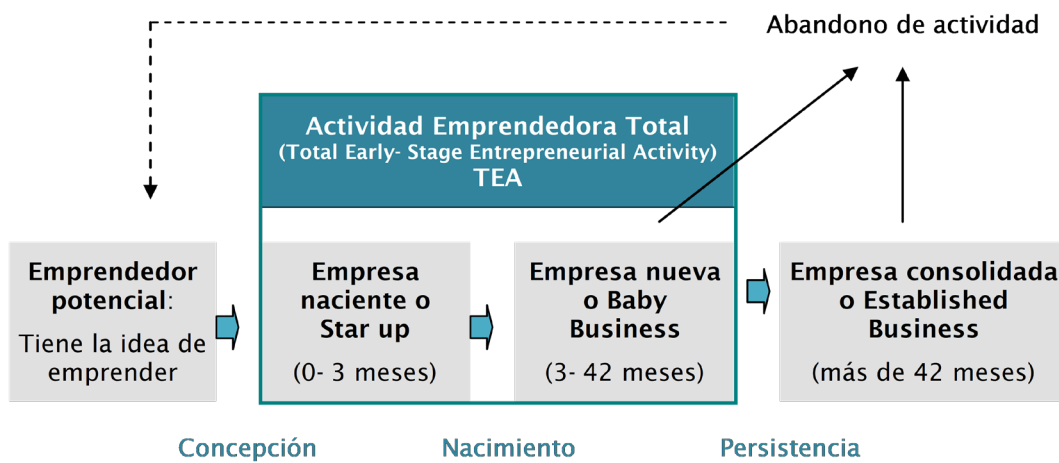 Abandono de actividad
Actividad Emprendedora Total
(Total Early- Stage Entrepreneurial Activity)
TEA
Emprendedor
potencial:
Tiene la idea de
emprender
Empresa
naciente o
Star up
(0- 3 meses)
Empresa nueva
o Baby
Business
(3- 42 meses)
Empresa consolidada
o Established
Business
(más de 42 meses)
Concepción
Nacimiento
Persistencia